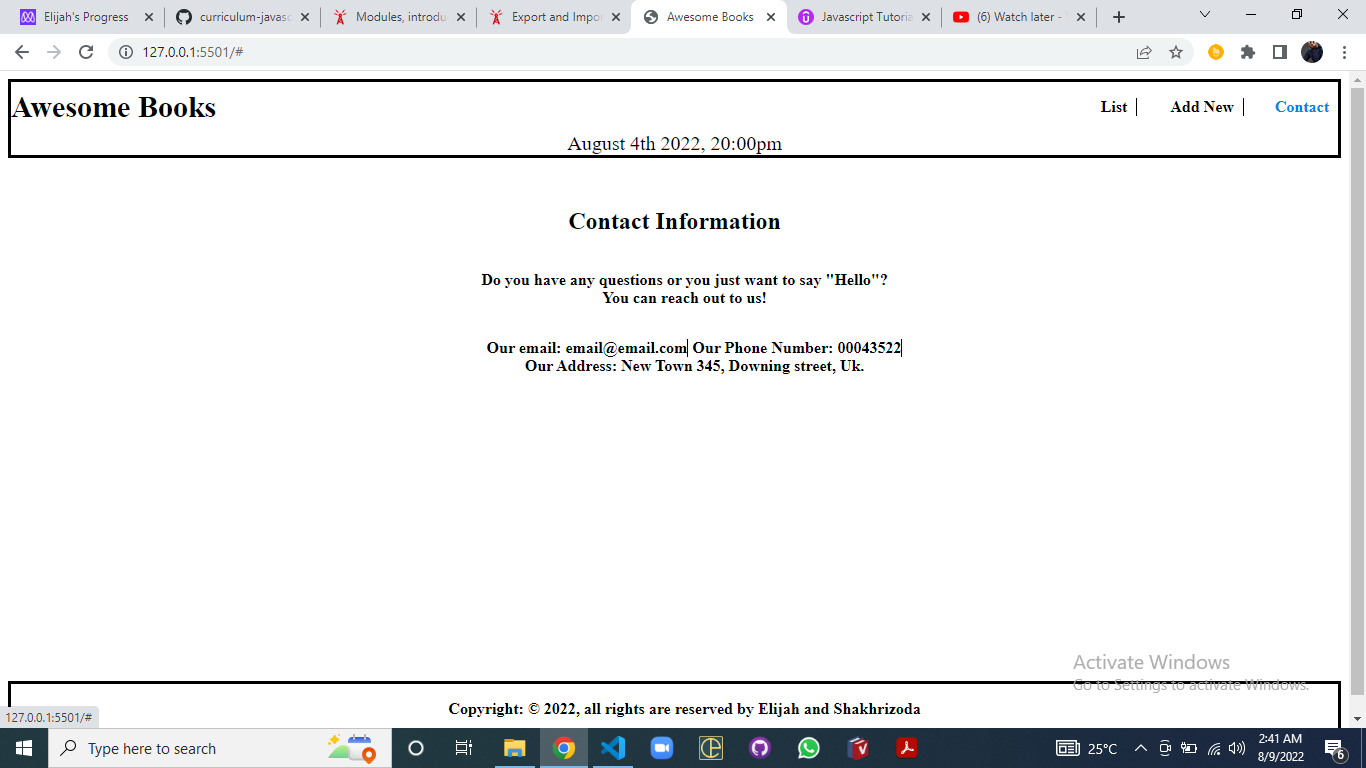 Elijah's Progress
curriculum-javasc
Modules, introdu
Export and Impor
Awesome Books
Javascript Tutoria
(6) Watch later -
127.0.0.1:5501/#
Awesome Books
List
Add New
Contact
August 4th 2022, 20:00pm
Contact Information
Do you have any questions or you just want to say "Hello"?
You can reach out to us!
Our email: email@email.com| Our Phone Number: 00043522|
Our Address: New Town 345, Downing street, Uk.
Activate Windows
Go to Settings to activate Windows.
Copyright: © 2022, all rights are reserved by Elijah and Shakhrizoda
127.0.0.1:5501/#
Type here to search
25°C
2:41 AM
8/9/2022
6